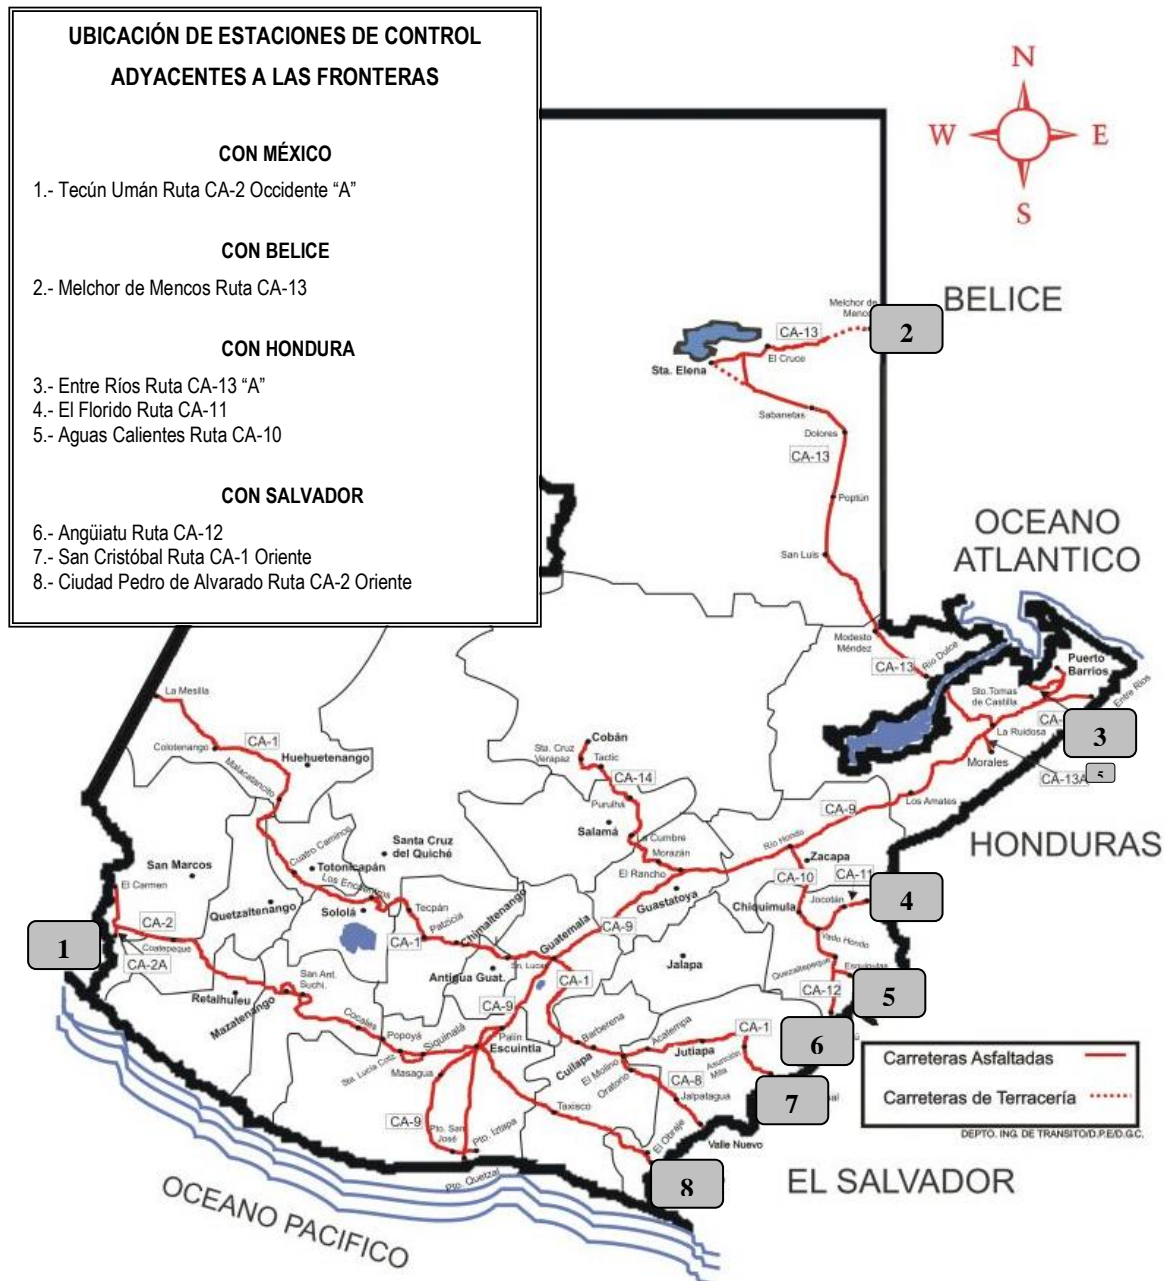 UBICACIÓN DE ESTACIONES DE CONTROL
ADYACENTES A LAS FRONTERAS
CON MÉXICO
1.- Tecún Umán Ruta CA-2 Occidente “A”
CON BELICE
2.- Melchor de Mencos Ruta CA-13
CON HONDURA
3.- Entre Ríos Ruta CA-13 “A”
4.- El Florido Ruta CA-11
5.- Aguas Calientes Ruta CA-10
CON SALVADOR
6.- Angüiatu Ruta CA-12
7.- San Cristóbal Ruta CA-1 Oriente
8.- Ciudad Pedro de Alvarado Ruta CA-2 Oriente
N
W
E
S
BELICE
Melchor de
2
CA-13
El Cruce
Sta. Elena
Sabanetas
Dolores
CA-13
Poptún
San Luis
OCEANO
ATLANTICO
Modesto
Méndez
CA-13
Río Dulce
Puerto
Barrios
Sto.Tomas
de Castilla
Entre Ríos
CA-
3
La Ruidosa
Morales
CA-13A
5
Los Amates
HONDURAS
La Mesilla
CA-1
Colotenango
Huehuetenango
Malacatancito
Cobán
Sta. Cruz
Verapaz
Tactic
CA-14
Purulhá
Salamá
La Cumbre
Morazán
El Rancho
CA-9
Río Hondo
Zacapa
CA-10
CA-11
Jocotán
4
Chiquimula
Vado Hondo
Quezaltepeque
Esquipulas
CA-12
5
6
Santa Cruz
del Quiché
Cuatro Caminos
Totonicapán
Los Encuentros
San Marcos
El Carmen
Quetzaltenango
Sololá
Tecpán
Patzicia
Chimaltenango
Guastatoya
Guatemala
CA-9
CA-2
1
Coatepeque
CA-2A
CA-1
Sn. Lucas
Antigua Guat.
CA-1
Jalapa
San Ant.
Suchi.
Retalhuleu
Mazatenango
CA-9
Cocales
Popoyá
Siquinalá
Palín
Escuintla
Sta. Lucía Cotz
Masagua
Barberena
Cuilapa
El Molino
Oratorio
Acatempa
Jutiapa
CA-1
Asunción
Mita
7
CA-8
Jalpatagua
Taxisco
CA-9
Pto. San
José
Pto. Iztapa
Pto. Quetzal
El Obraje
Valle Nuevo
8
Carreteras Asfaltadas
Carreteras de Terracería
DEPTO. ING. DE TRANSITO/D.P.E/D.G.C.
EL SALVADOR
OCEANO PACIFICO